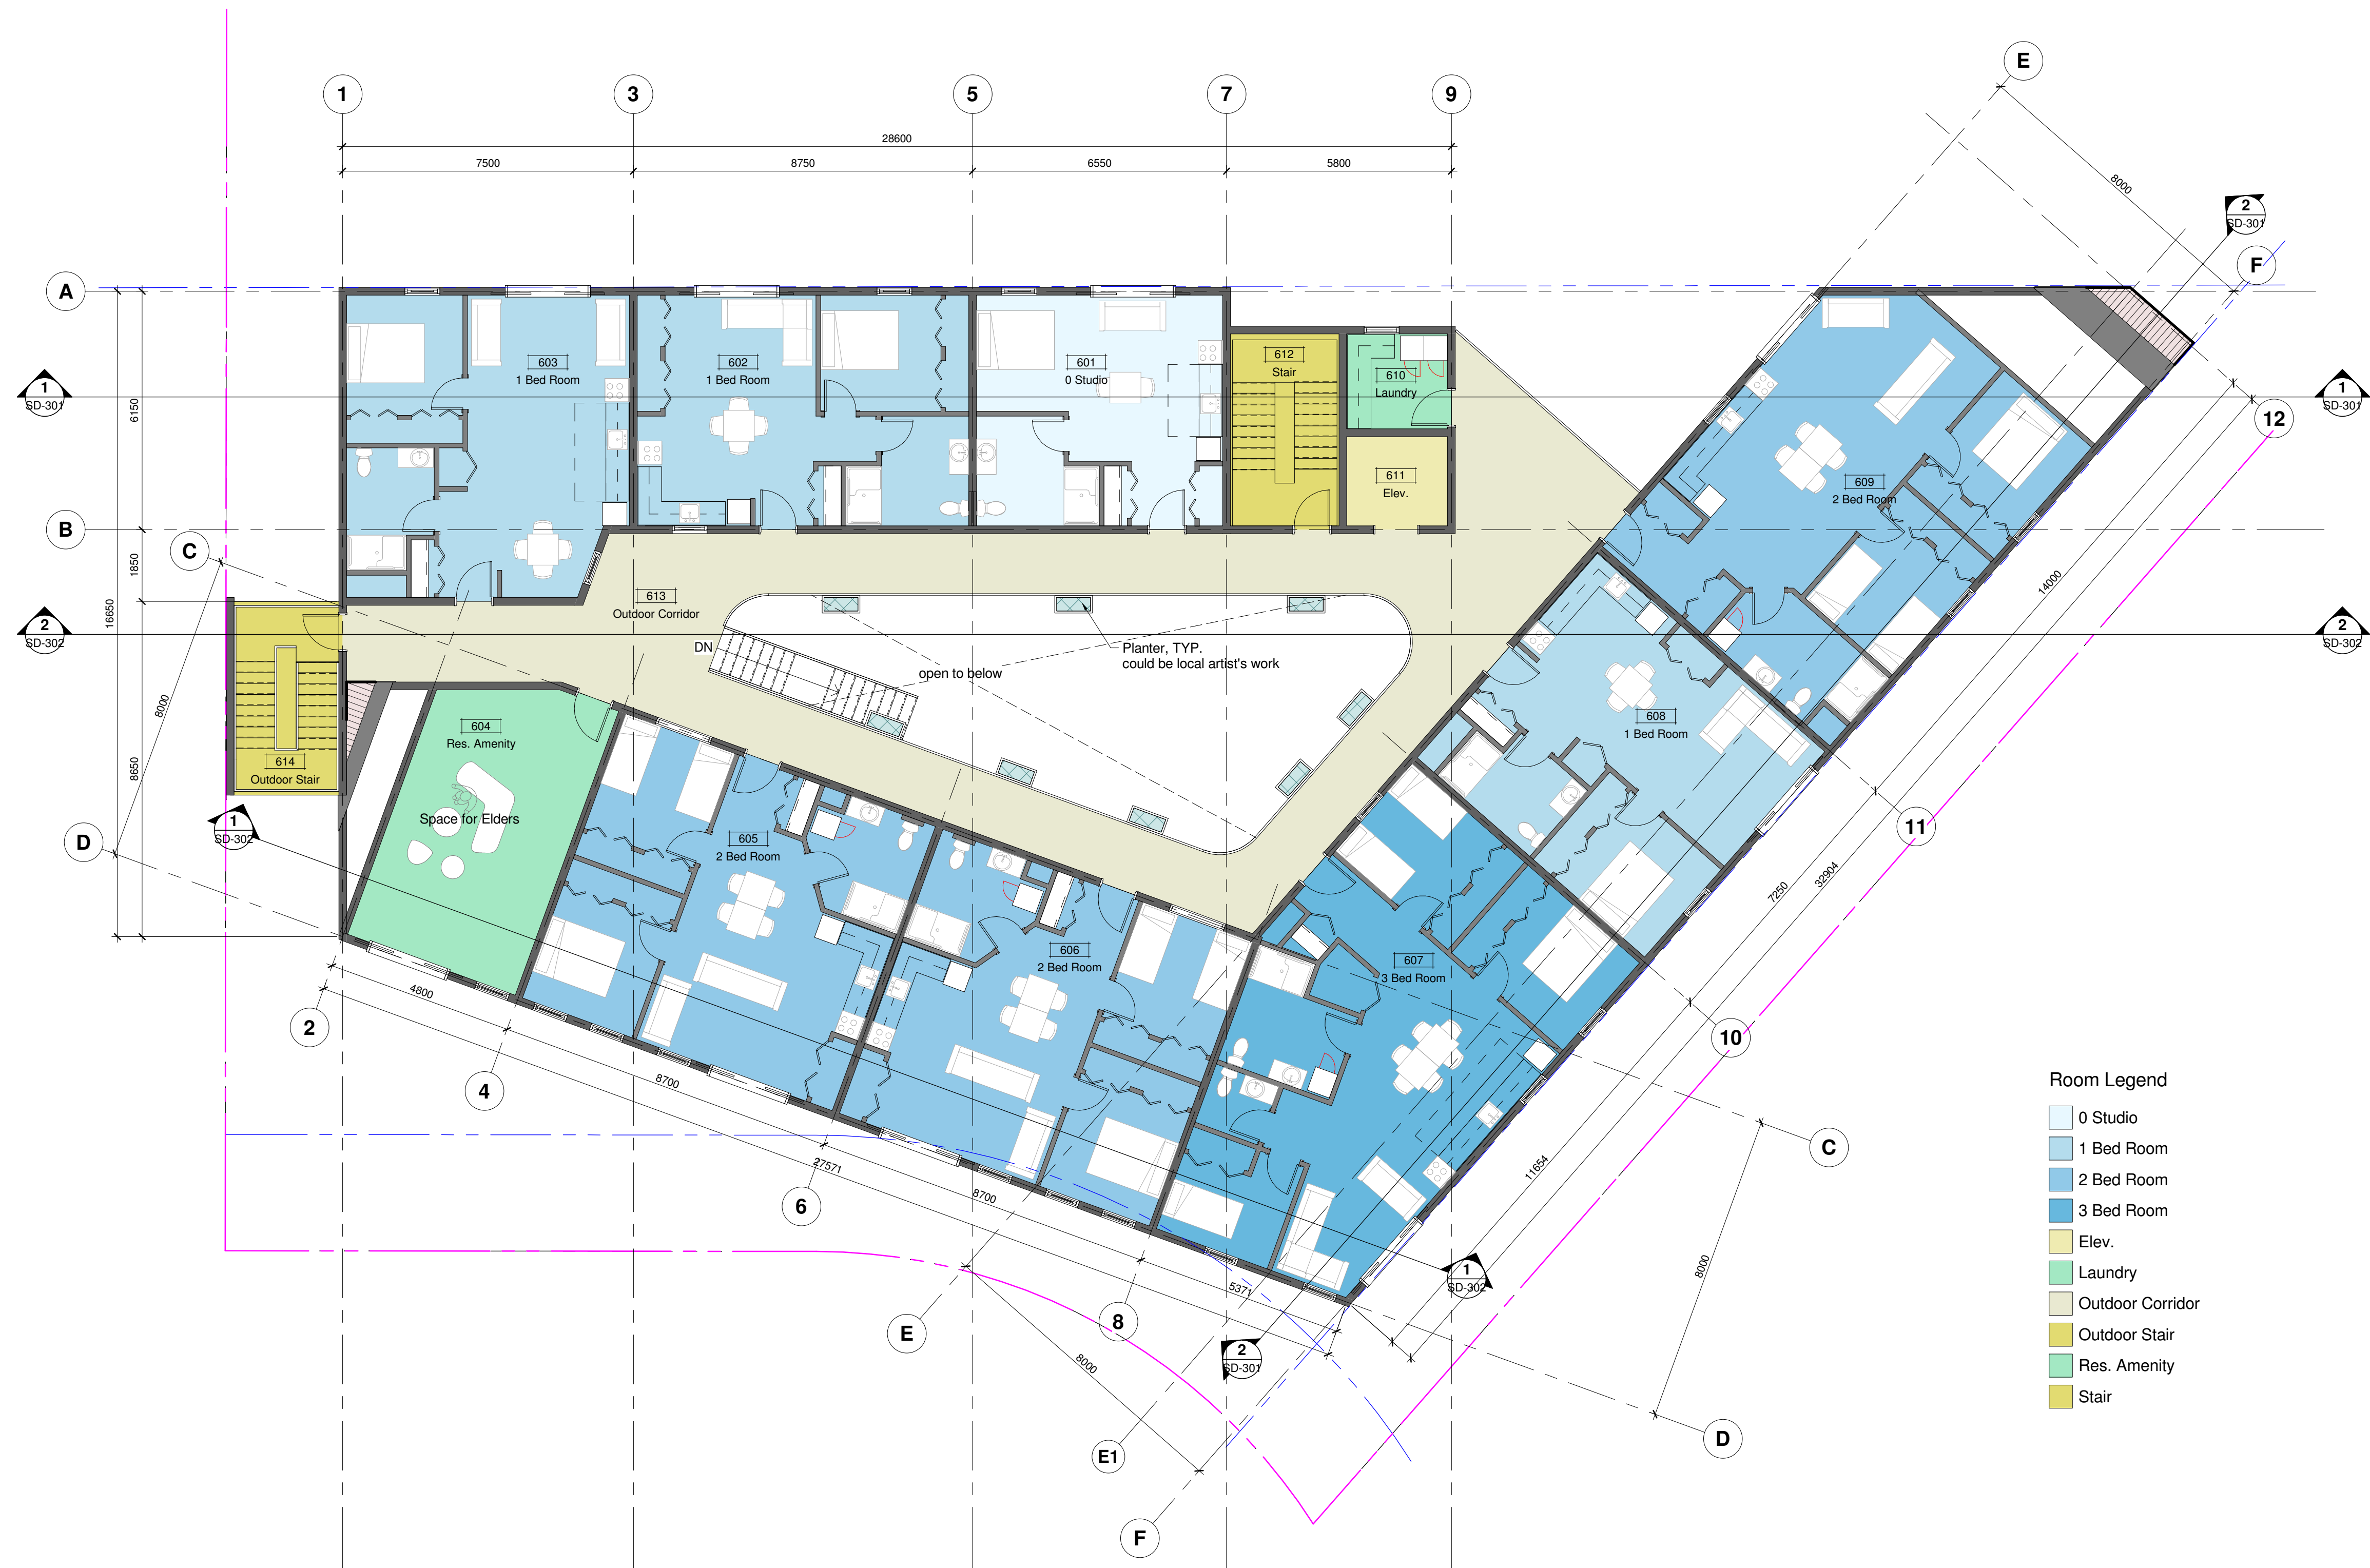 E
1
3
5
7
9
28600
7500
8750
6550
5800
8000
2
SD-301
F
A
603
1 Bed Room
602
1 Bed Room
601
0 Studio
612
Stair
610
Laundry
1
SD-301
1
SD-301
12
6150
611
Elev.
609
2 Bed Room
B
C
1850
16650
613
Outdoor Corridor
14000
2
SD-302
2
SD-302
DN
Planter, TYP.
could be local artist's work
open to below
8000
604
Res. Amenity
608
1 Bed Room
8650
614
Outdoor Stair
Space for Elders
1
SD-302
D
605
2 Bed Room
11
7250
32904
606
2 Bed Room
607
3 Bed Room
4800
2
4
10
8700
Room Legend
0 Studio
1 Bed Room
2 Bed Room
3 Bed Room
Elev.
Laundry
Outdoor Corridor
Outdoor Stair
Res. Amenity
Stair
C
27571
11654
6
8700
8000
1
SD-302
5371
E
8
8000
2
SD-301
D
E1
F